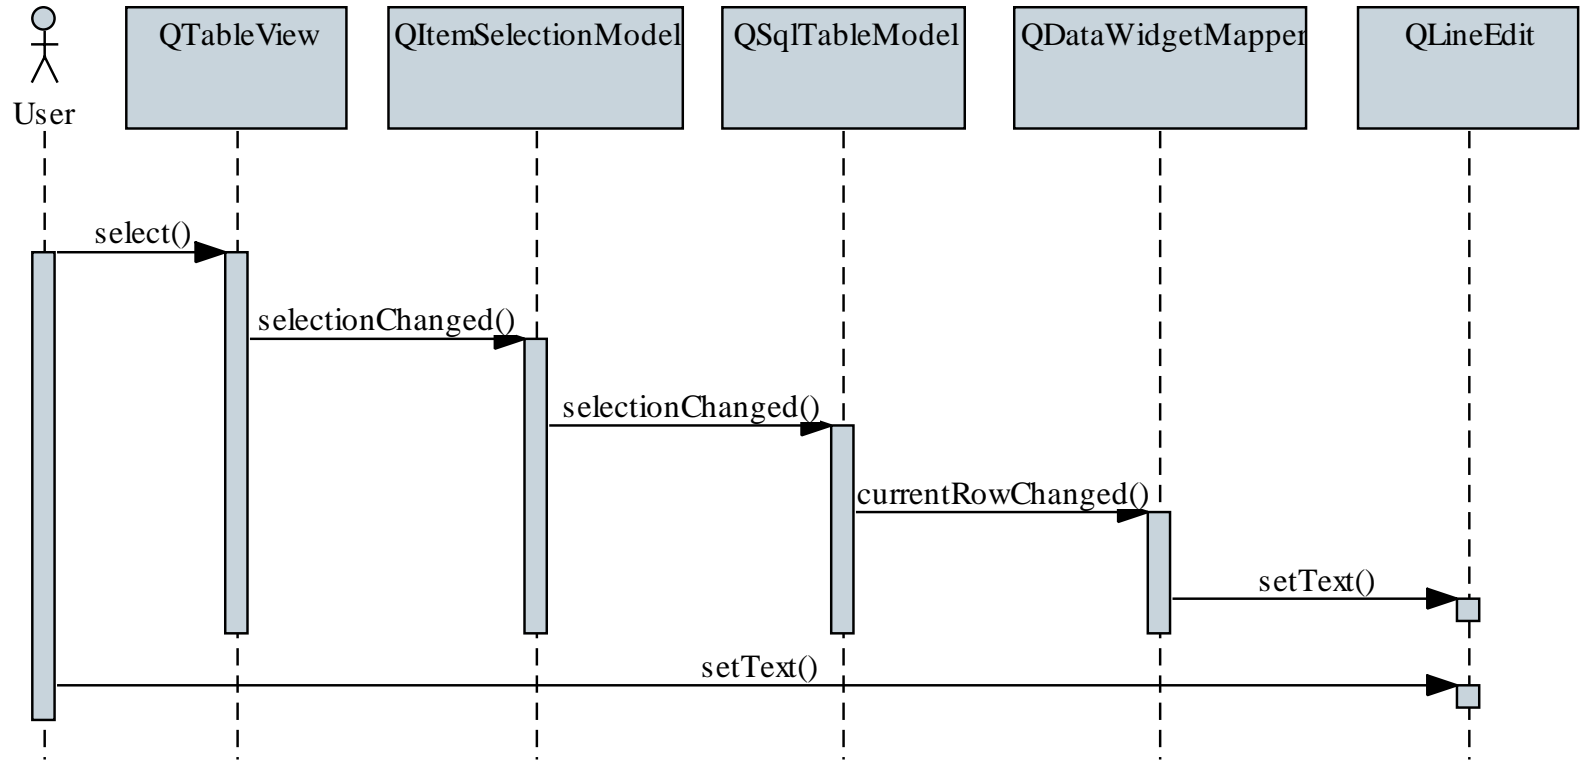 QTableView
QItemSelectionModel
QSqlTableModel
QDataWidgetMapper
QLineEdit
User
select()
selectionChanged()
selectionChanged()
currentRowChanged()
setText()
setText()